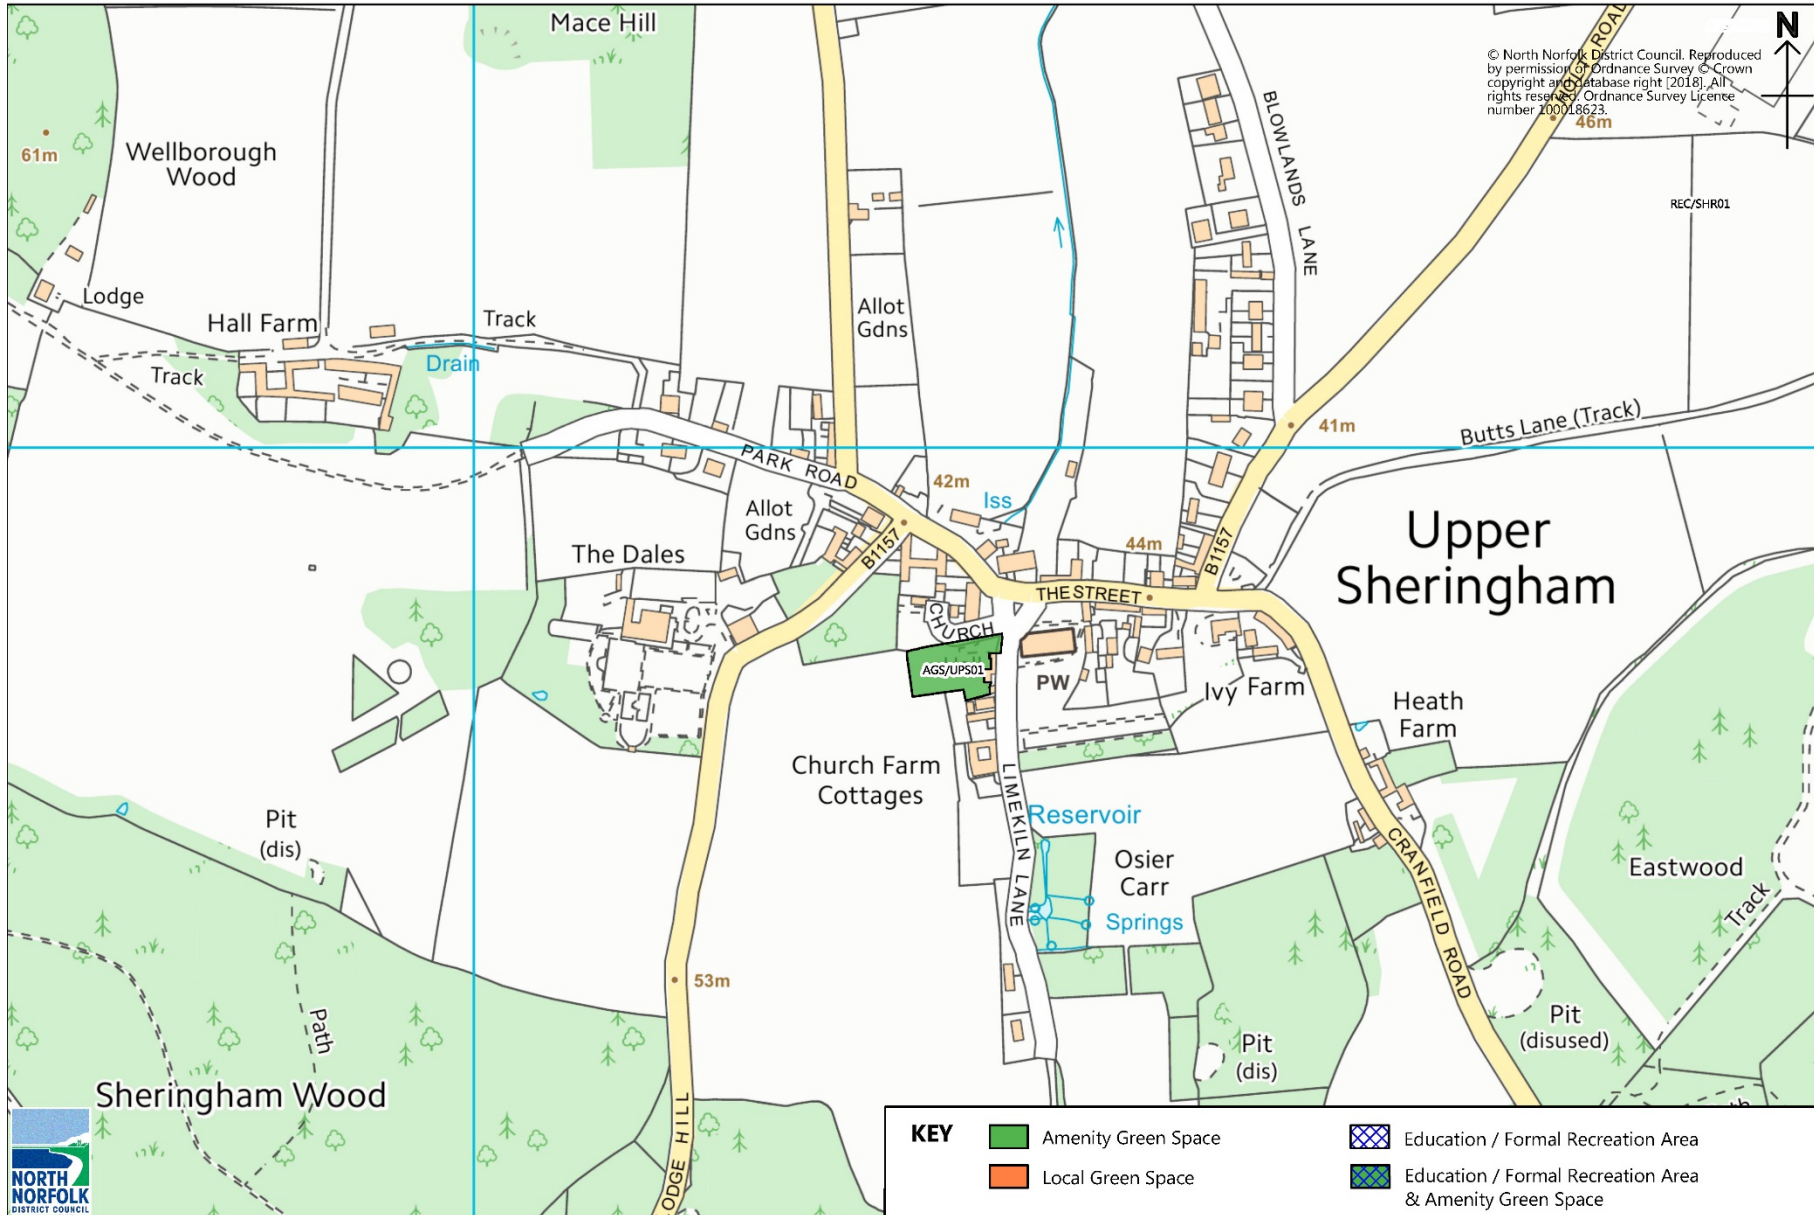 Mace Hill
N
© North Norfolk District Council. Reproduced
by permission of Ordnance Survey © Crown
copyright and database right [2018]. All
rights reserved. Ordnance Survey License
number 100018623.
HOLT ROAD
46m
BLOWLANDS LANE
61m
Wellborough
Wood
REC/SHR01
Lodge
Hall Farm
Track
Allot
Gdns
Drain
Track
41m
Butts Lane (Track)
PARK ROAD
42m
Iss
Allot
Gdns
B1157
44m
B1157
Upper
Sheringham
The Dales
THE STREET
CHURCH
AGS/UPS01
PW
Ivy Farm
Heath
Farm
Church Farm
Cottages
LIMEKILN LANE
Reservoir
Pit
(dis)
Osier
Carr
CRANFIELD ROAD
Eastwood
Springs
Track
53m
Path
Pit
(disused)
Pit
(dis)
Sheringham Wood
ODGE HILL
th
KEY
Amenity Green Space
Education / Formal Recreation Area
Local Green Space
Education / Formal Recreation Area
& Amenity Green Space
NORTH
NORFOLK
DISTRICT COUNCIL